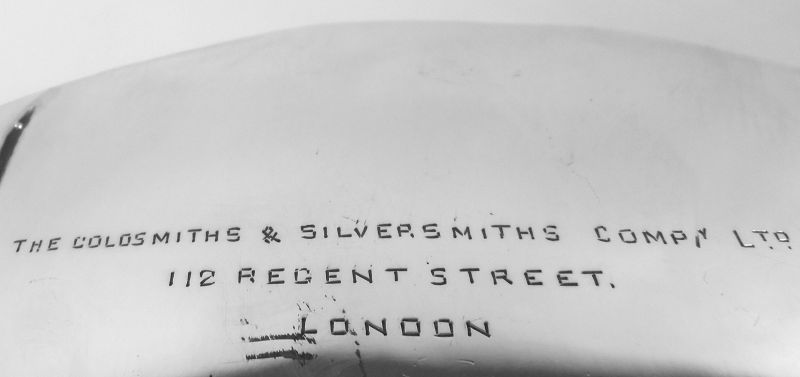 THE GOLDSMITHS & SILVERSMITHS COMPY LTD.
112 REGENT STREET.
LONDON